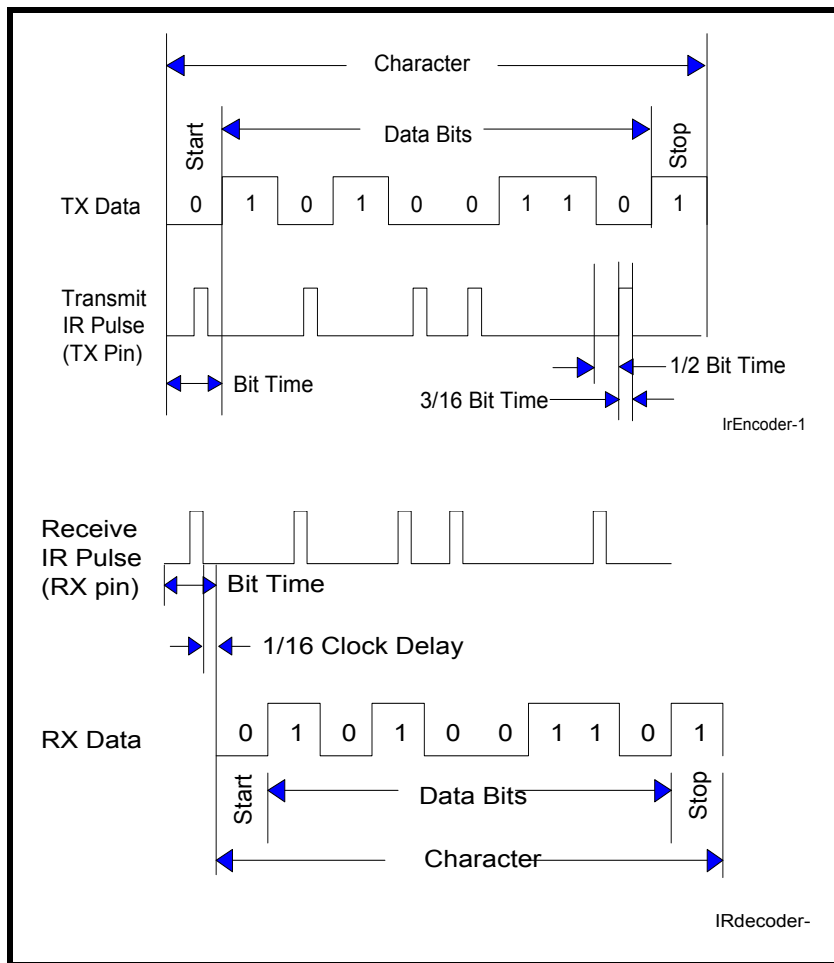 Character
Start
Data Bits
Stop
TX Data
0 1 0 1 0 0 1 1 0 1
Transmit
IR Pulse
(TX Pin)
Bit Time
1/2 Bit Time
3/16 Bit Time
IrEncoder-1
Receive
IR Pulse
(RX pin)
Bit Time
1/16 Clock Delay
RX Data
0 1 0 1 0 0 1 1 0 1
Start
Data Bits
Stop
Character
IRdecoder-